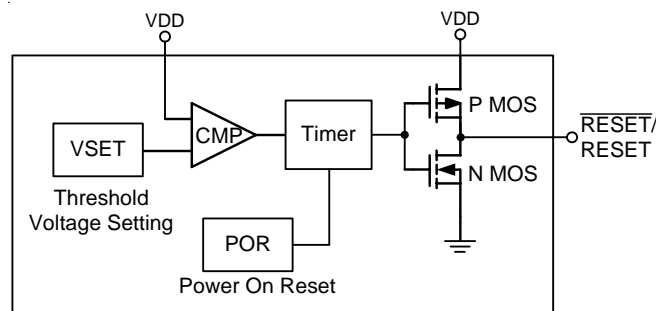 VDD
VDD
CMP
Timer
P MOS
VSET
RESET/
RESET
N MOS
Threshold
Voltage Setting
POR
Power On Reset